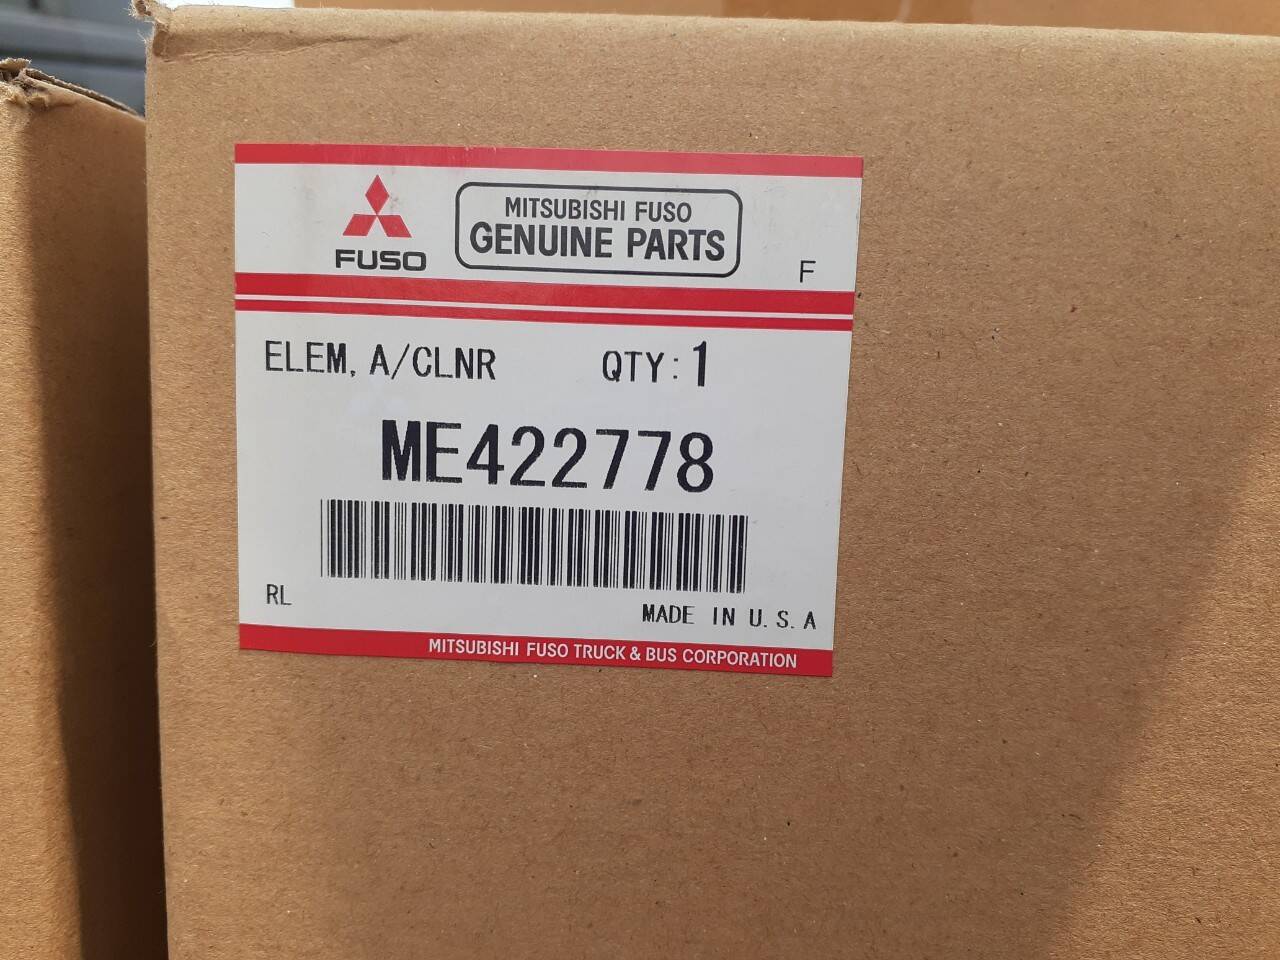 FUSO
MITSUBISHI FUSO
GENUINE PARTS
F
ELEM, A/CLNR QTY: 1
ME422778
RL
MADE IN U. S. A
MITSUBISHI FUSO TRUCK & BUS CORPORATION